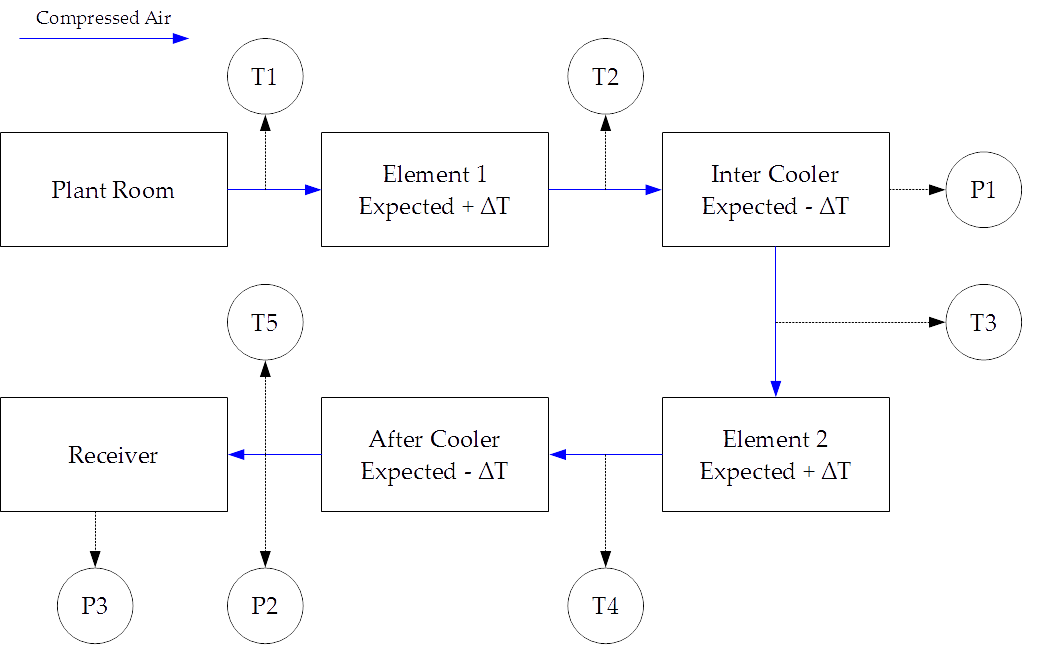 Compressed Air
T1
T2
Plant Room
Element 1
Expected + ΔT
Inter Cooler
Expected - ΔT
P1
T5
T3
Receiver
After Cooler
Expected - ΔT
Element 2
Expected + ΔT
P3
P2
T4